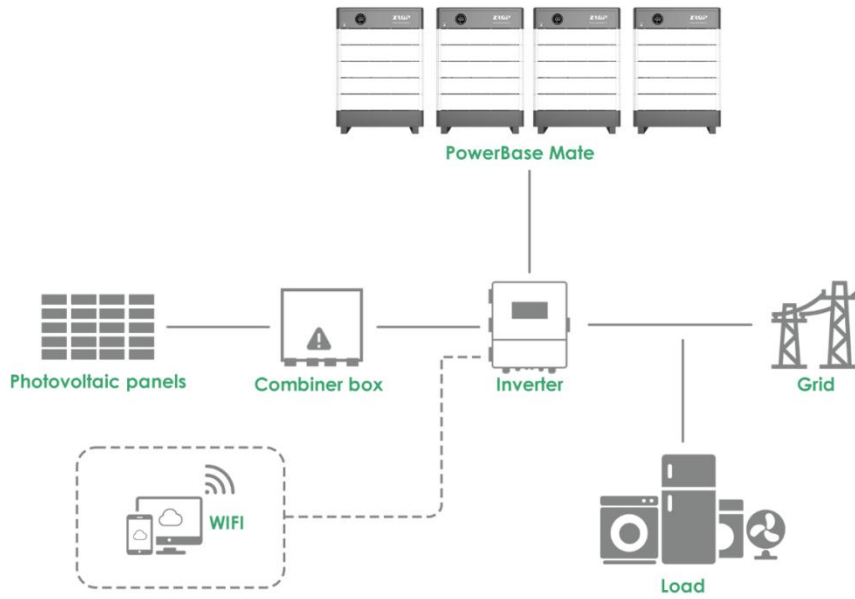 PowerBase Mate
Photovoltaic panels
Combiner box
Inverter
Grid
WIFI
Load